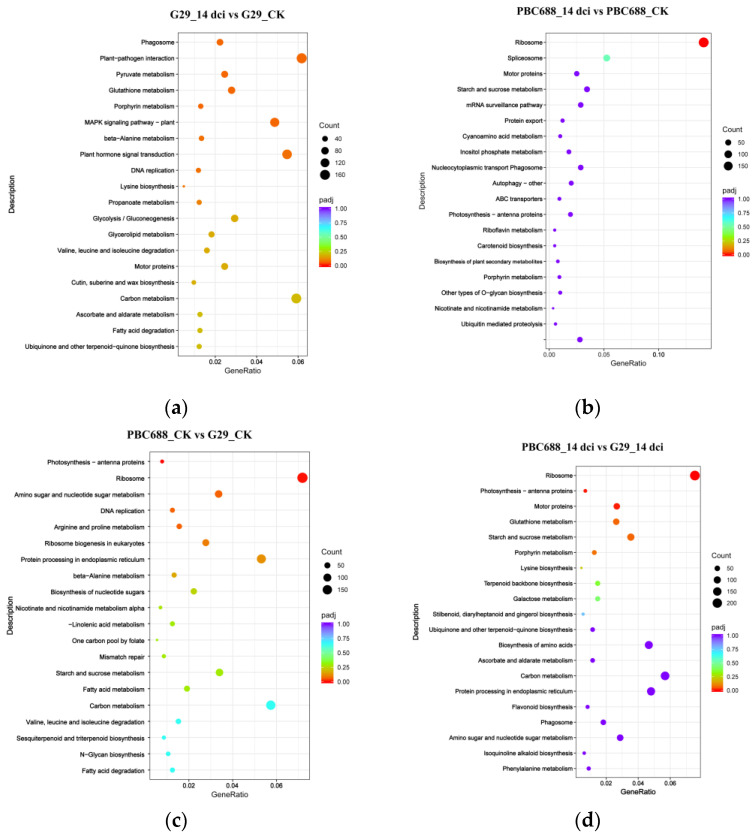 G29_14 dci vs G29_CK
Phagosome
Plant−pathogen interaction
Pyruvate metabolism
Glutathione metabolism
Porphyrin metabolism
MAPK signaling pathway − plant
beta−Alanine metabolism
Plant hormone signal transduction
DNA replication
Lysine biosynthesis
Propanoate metabolism
Glycolysis / Gluconeogenesis
Glycerolipid metabolism
Valine, leucine and isoleucine degradation
Motor proteins
Cutin, suberine and wax biosynthesis
Carbon metabolism
Ascorbate and aldarate metabolism
Fatty acid degradation
Ubiquinone and other terpenoid−quinone biosynthesis
Description
0.02 0.04 0.06
GeneRatio
Count
40
80
120
160
padj
1.00
0.75
0.50
0.25
0.00
(a)
PBC688_14 dci vs PBC688_CK
Ribosome
Spliceosome
Motor proteins
Starch and sucrose metabolism
mRNA surveillance pathway
Protein export
Cyanoamino acid metabolism
Inositol phosphate metabolism
Nucleocytoplasmic transport Phagosome
Autophagy − other
ABC transporters
Photosynthesis − antenna proteins
Riboflavin metabolism
Carotenoid biosynthesis
Biosynthesis of plant secondary metabolites
Porphyrin metabolism
Other types of O−glycan biosynthesis
Nicotinate and nicotinamide metabolism
Ubiquitin mediated proteolysis
Description
0.00 0.05 0.10
GeneRatio
Count
50
100
150
padj
1.00
0.75
0.50
0.25
0.00
(b)
PBC688_CK vs G29_CK
Photosynthesis − antenna proteins
Ribosome
Amino sugar and nucleotide sugar metabolism
DNA replication
Arginine and proline metabolism
Ribosome biogenesis in eukaryotes
Protein processing in endoplasmic reticulum
beta−Alanine metabolism
Biosynthesis of nucleotide sugars
Nicotinate and nicotinamide metabolism alpha
−Linolenic acid metabolism
One carbon pool by folate
Mismatch repair
Starch and sucrose metabolism
Fatty acid metabolism
Carbon metabolism
Valine, leucine and isoleucine degradation
Sesquiterpenoid and triterpenoid biosynthesis
N−Glycan biosynthesis
Fatty acid degradation
Description
0.02 0.04 0.06
GeneRatio
Count
50
100
150
padj
1.00
0.75
0.50
0.25
0.00
(c)
PBC688_14 dci vs G29_14 dci
Ribosome
Photosynthesis − antenna proteins
Motor proteins
Glutathione metabolism
Starch and sucrose metabolism
Porphyrin metabolism
Lysine biosynthesis
Terpenoid backbone biosynthesis
Galactose metabolism
Stilbenoid, diarylheptanoid and gingerol biosynthesis
Ubiquinone and other terpenoid−quinone biosynthesis
Biosynthesis of amino acids
Ascorbate and aldarate metabolism
Carbon metabolism
Protein processing in endoplasmic reticulum
Flavonoid biosynthesis
Phagosome
Amino sugar and nucleotide sugar metabolism
Isoquinoline alkaloid biosynthesis
Phenylalanine metabolism
Description
0.02 0.04 0.06
GeneRatio
Count
50
100
150
200
padj
1.00
0.75
0.50
0.25
0.00
(d)